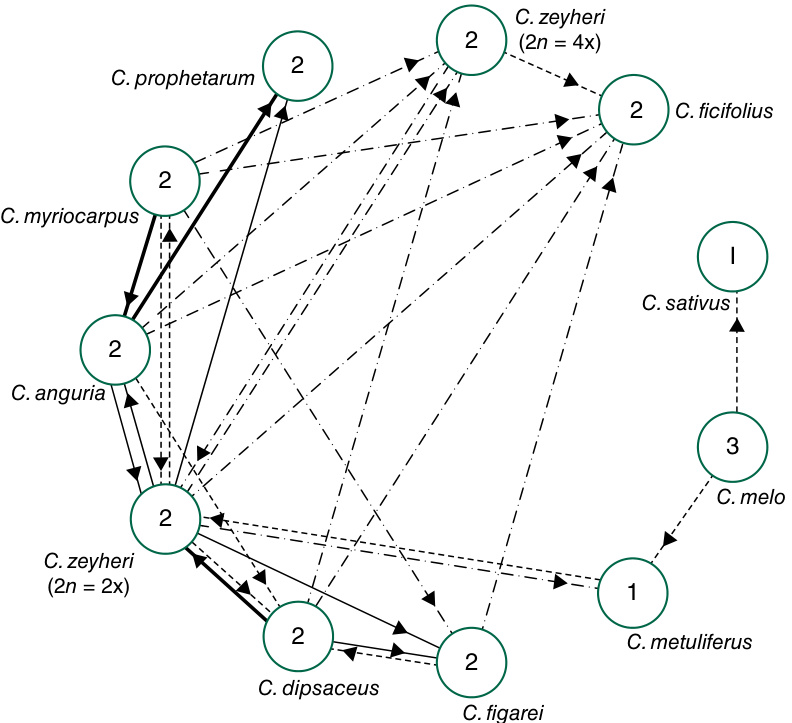 C. zeyheri
(2n = 4x)
2
2
C. prophetarum
2
C. ficifolius
2
C. myriocarpus
I
C. sativus
2
C. anguria
3
C. melo
2
C. zeyheri
(2n = 2x)
1
C. metuliferus
2
C. dipsaceus
2
C. figarei